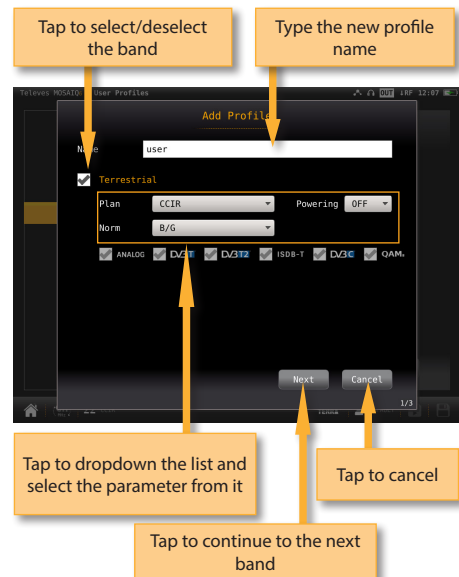 Tap to select/deselect
the band
Type the new profile
name
Televes MOSAIQ User Profiles
OUT ↓RF 12:07
Add Profile
Name user
Terrestrial
Plan CCIR Powering OFF
Norm B/G
ANALOG DVB T DVB T2 ISDB-T DVB C QAM
Next Cancel
1/3
Tap to dropdown the list and
select the parameter from it
Tap to cancel
Tap to continue to the next
band